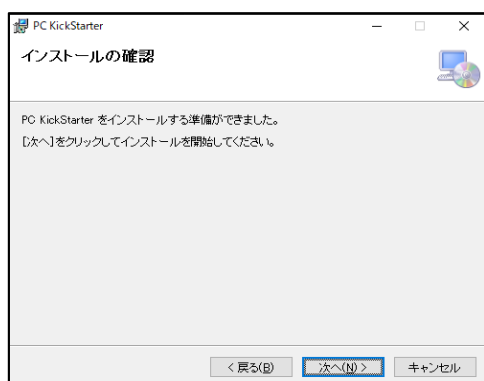 PC KickStarter
インストールの確認
PC KickStarter をインストールする準備ができました。
[次へ]をクリックしてインストールを開始してください。
< 戻る(B)
次へ(N) >
キャンセル